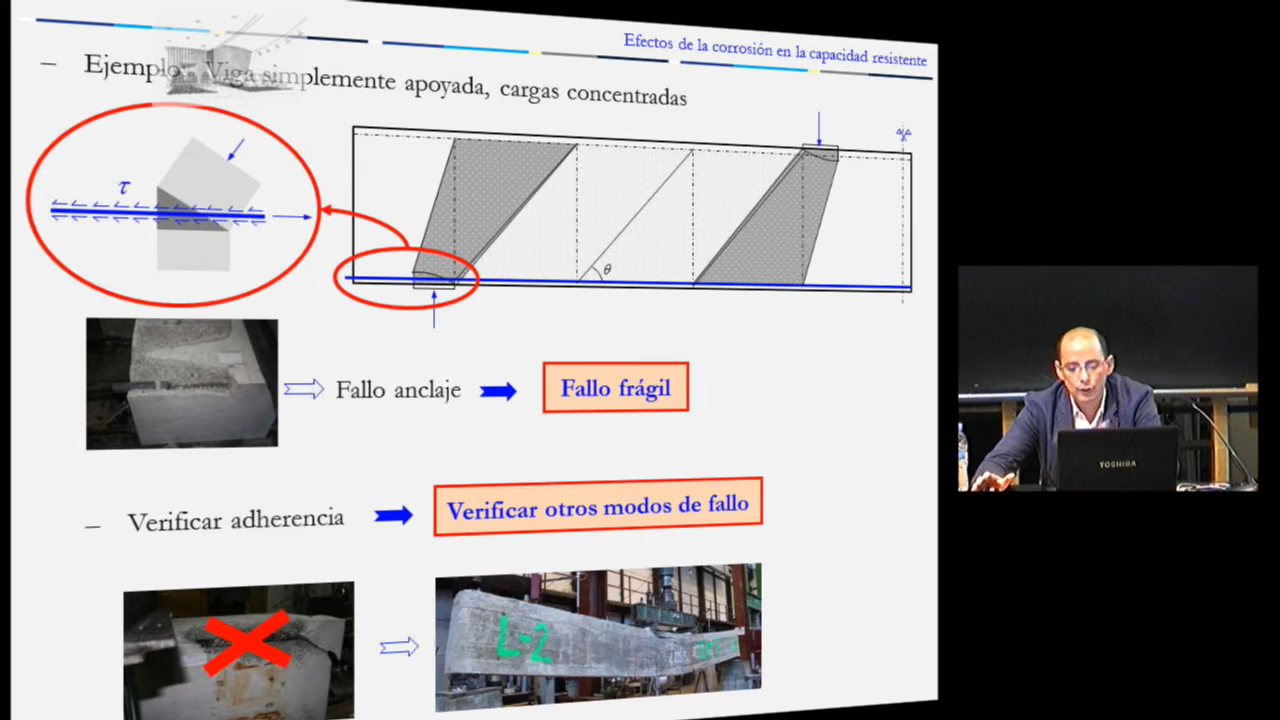 Efectos de la corrosión en la capacidad resistente
– Ejemplo: Viga simplemente apoyada, cargas concentradas
τ
θ
Fallo anclaje
Fallo frágil
– Verificar adherencia
Verificar otros modos de fallo
L-2
TOSHIBA